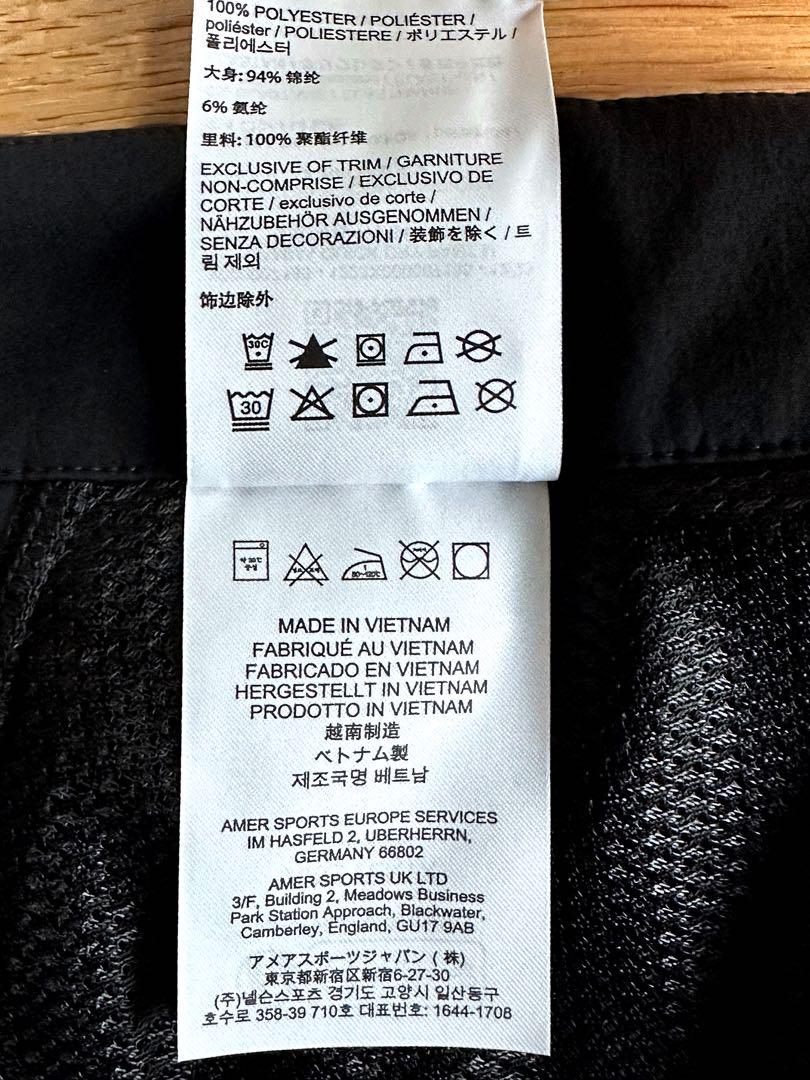 100% POLYESTER / POLIÉSTER /
poliéster / POLIESTERE / ポリエステル /
폴리에스터
大身: 94% 锦纶
6% 氨纶
里料: 100% 聚酯纤维
EXCLUSIVE OF TRIM / GARNITURE
NON-COMPRISE / EXCLUSIVO DE
CORTE / exclusivo de corte /
NÄHZUBEHÖR AUSGENOMMEN /
SENZA DECORAZIONI / 装飾を除く / 트
림 제외
饰边除外
30C
30
약 30℃
중성
80~120℃
MADE IN VIETNAM
FABRIQUÉ AU VIETNAM
FABRICADO EN VIETNAM
HERGESTELLT IN VIETNAM
PRODOTTO IN VIETNAM
越南制造
ベトナム製
제조국명 베트남
AMER SPORTS EUROPE SERVICES
IM HASFELD 2, UBERHERRN,
GERMANY 66802
AMER SPORTS UK LTD
3/F, Building 2, Meadows Business
Park Station Approach, Blackwater,
Camberley, England, GU17 9AB
アメアスポーツジャパン (株)
東京都新宿区新宿6-27-30
(주)넬슨스포츠 경기도 고양시 일산동구
호수로 358-39 710호 대표번호: 1644-1708